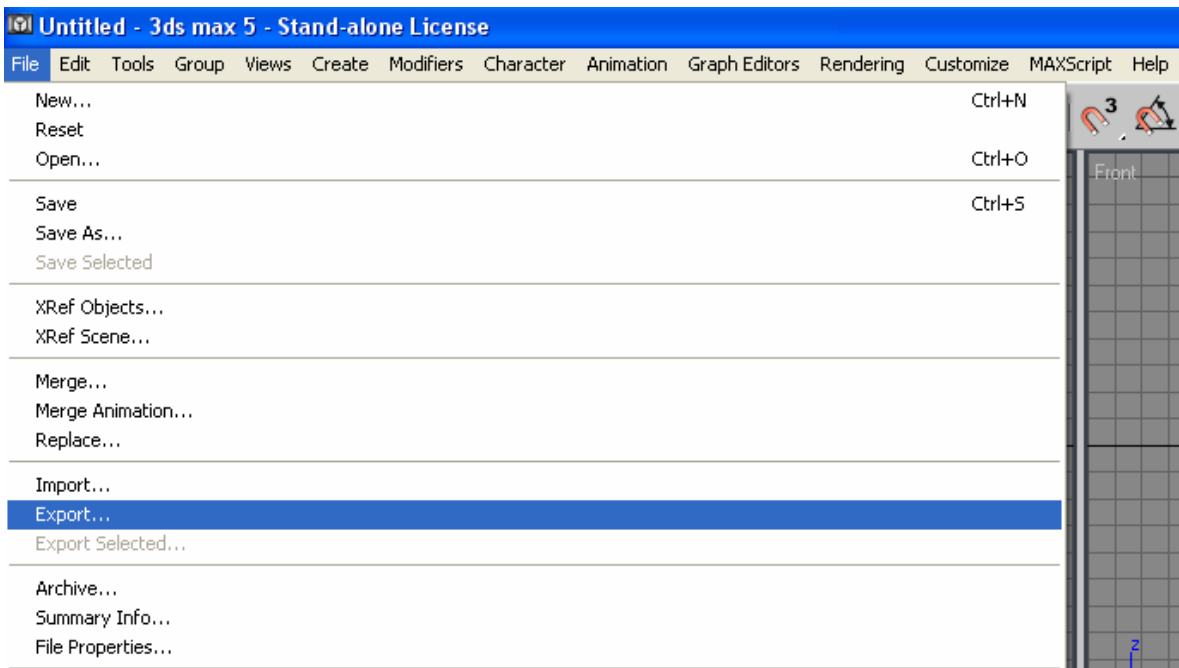 Untitled - 3ds max 5 - Stand-alone License
File Edit Tools Group Views Create Modifiers Character Animation Graph Editors Rendering Customize MAXScript Help
New... Ctrl+N
Reset
Open... Ctrl+O
3
Front
Save Ctrl+S
Save As...
Save Selected
XRef Objects...
XRef Scene...
Merge...
Merge Animation...
Replace...
Import...
Export...
Export Selected...
Archive...
Summary Info...
File Properties...
z